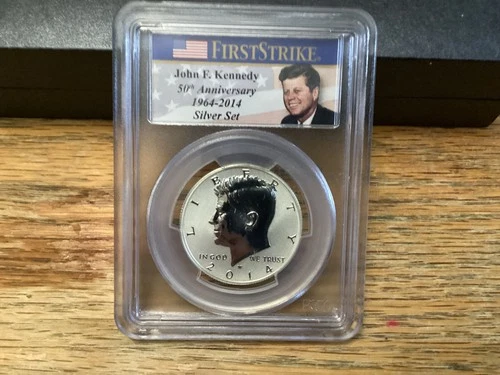 FIRSTSTRIKE
John F. Kennedy
50th Anniversary
1964-2014
Silver Set
LIBERTY
IN GOD WE TRUST
2014